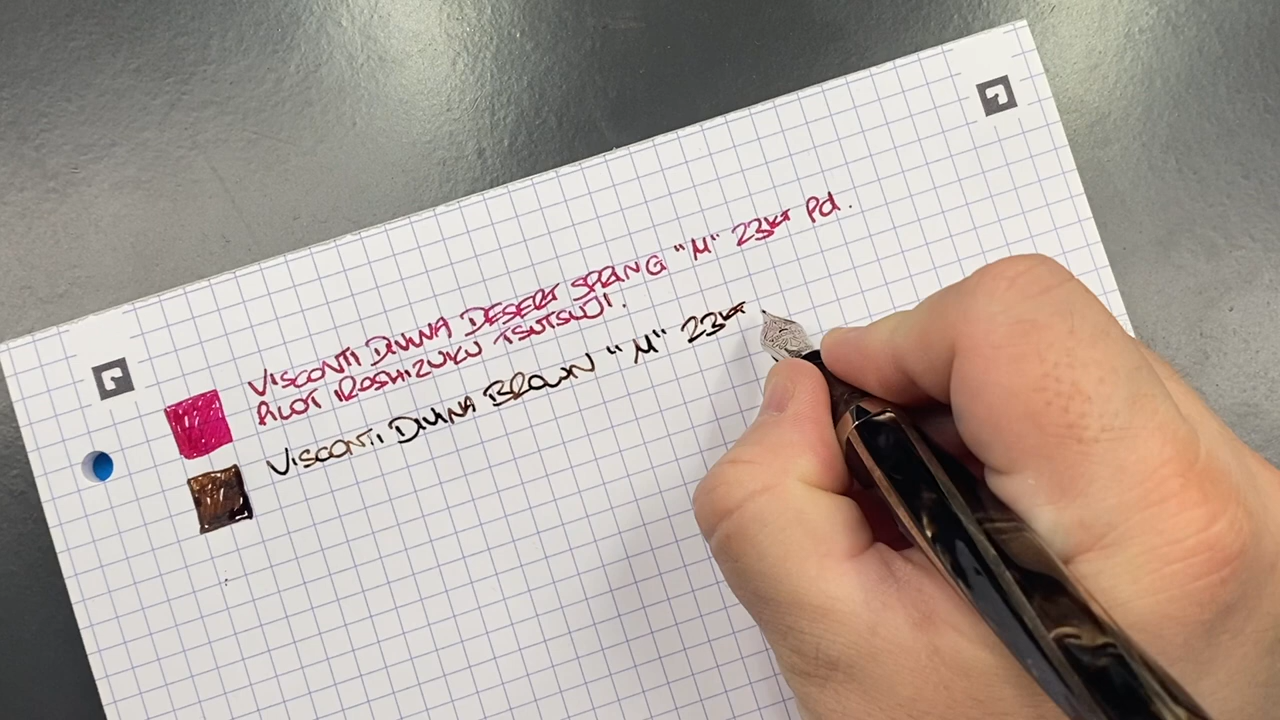 VISCONTI DIVINA DESERT SPRING "M" 23kt Pd.
PILOT IROSHIZUKU TSUTSUJI.
VISCONTI DIVINA BROWN "M" 23kt